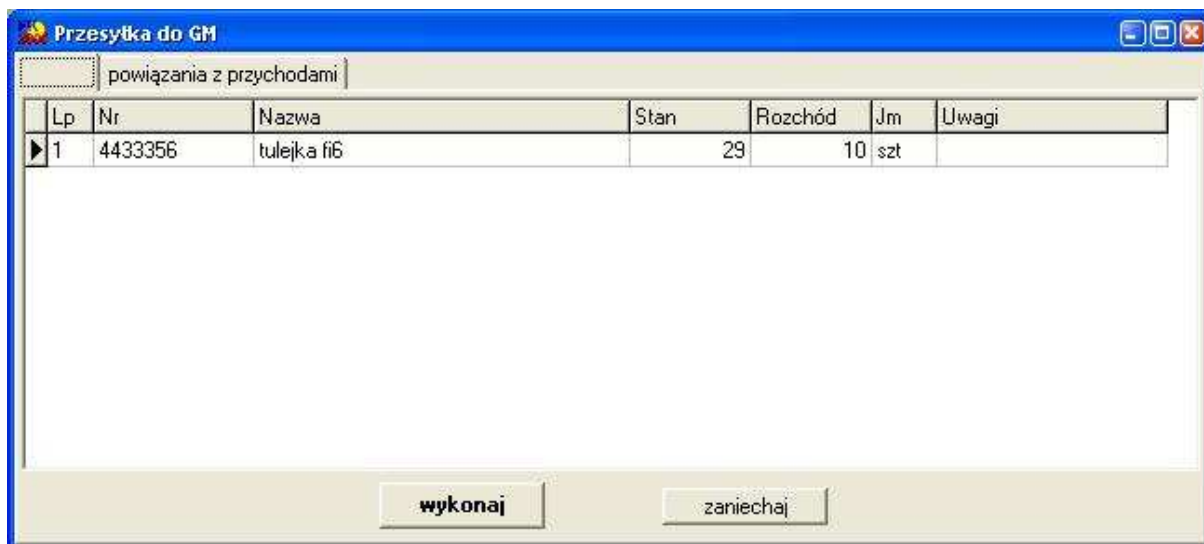 Przesyłka do GM
powiązania z przychodami
Lp Nr Nazwa Stan Rozchód Jm Uwagi
1 4433356 tulejka fi6 29 10 szt
wykonaj zaniechaj